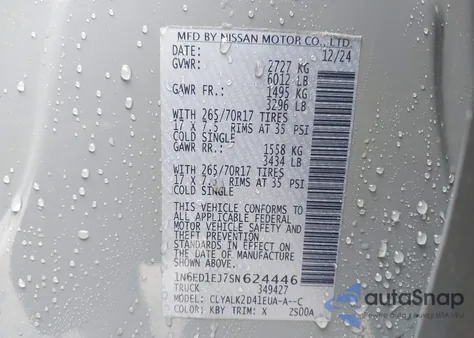 MFD BY NISSAN MOTOR CO., LTD.
DATE: 12/24
GVWR: 2727 KG
6012 LB
GAWR FR.: 1495 KG
3296 LB
WITH 265/70R17 TIRES
17 X 7.5 RIMS AT 35 PSI
COLD SINGLE
GAWR RR.: 1558 KG
3434 LB
WITH 265/70R17 TIRES
17 X 7.5 RIMS AT 35 PSI
COLD SINGLE
THIS VEHICLE CONFORMS TO
ALL APPLICABLE FEDERAL
MOTOR VEHICLE SAFETY AND
THEFT PREVENTION
STANDARDS IN EFFECT ON
THE DATE OF MANUFACTURE
SHOWN ABOVE.
1N6ED1EJ7SN624446
TRUCK 349427
MODEL: CLYALK2D41EUA-A--C
COLOR: KBY TRIM: X ZS00A
autoSnap